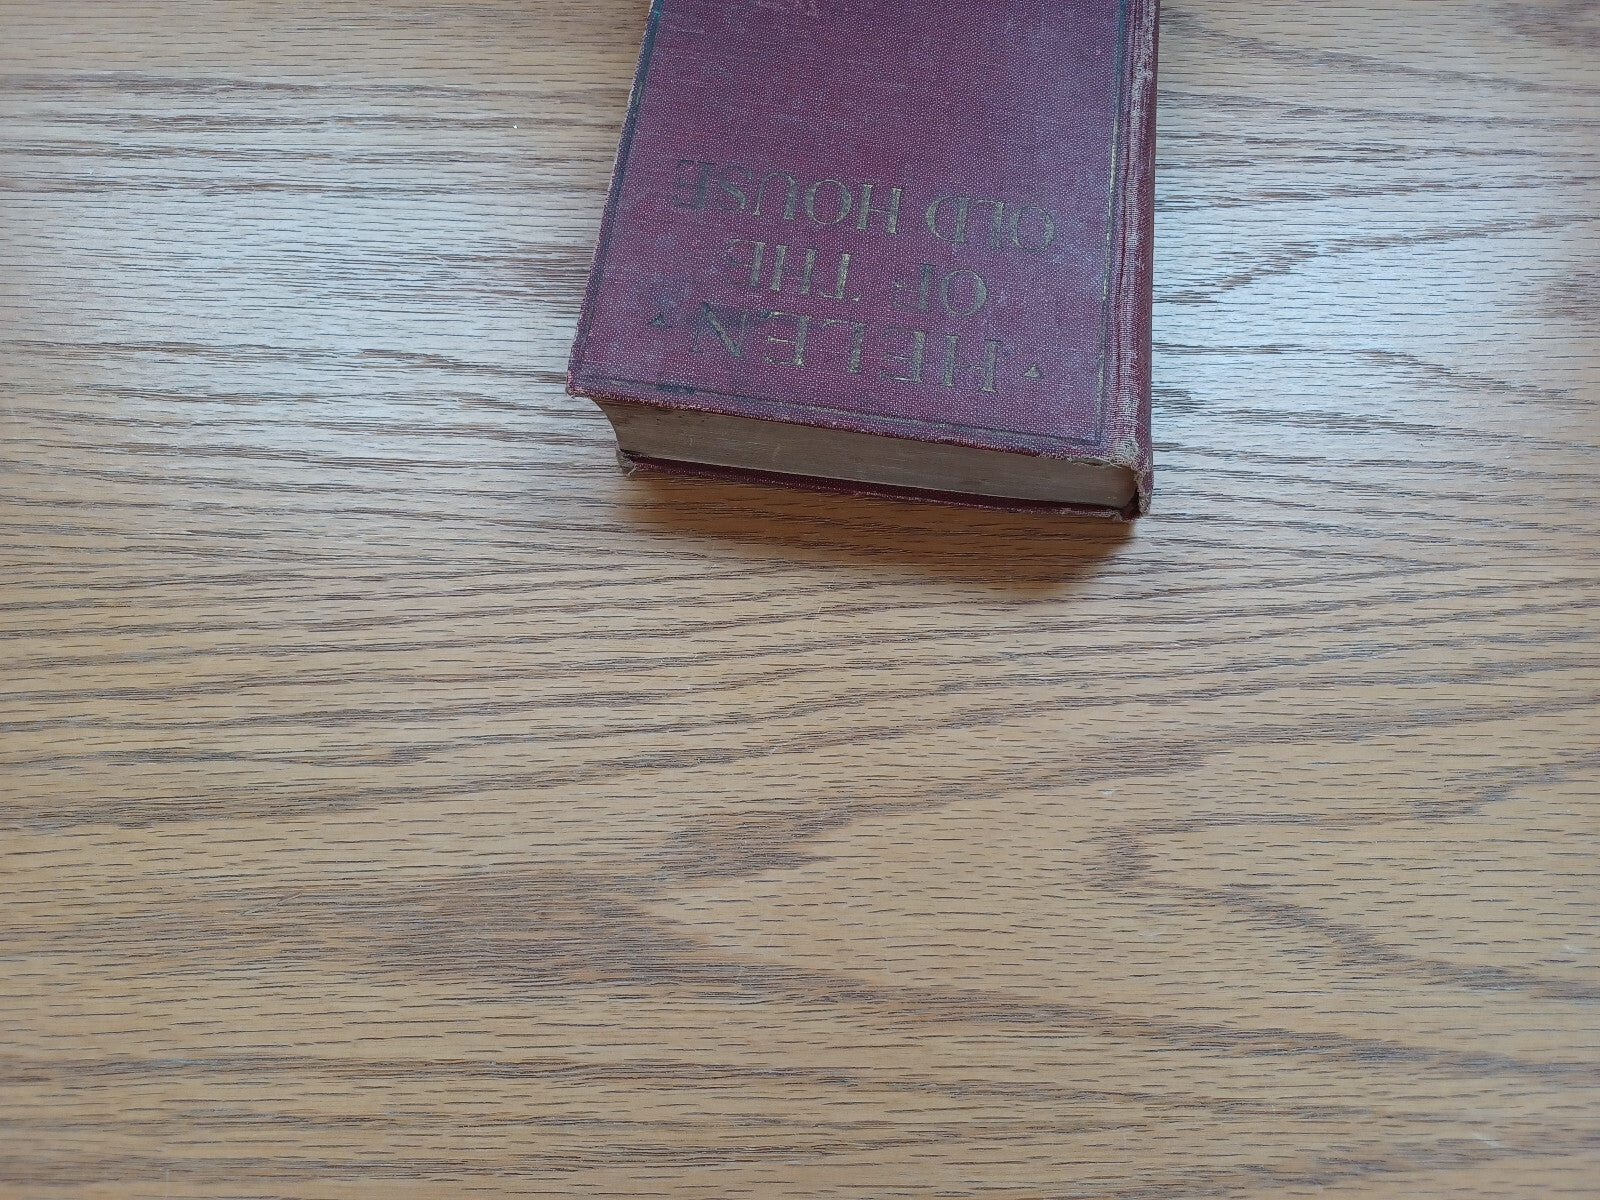 HELEN
OF THE
OLD HOUSE